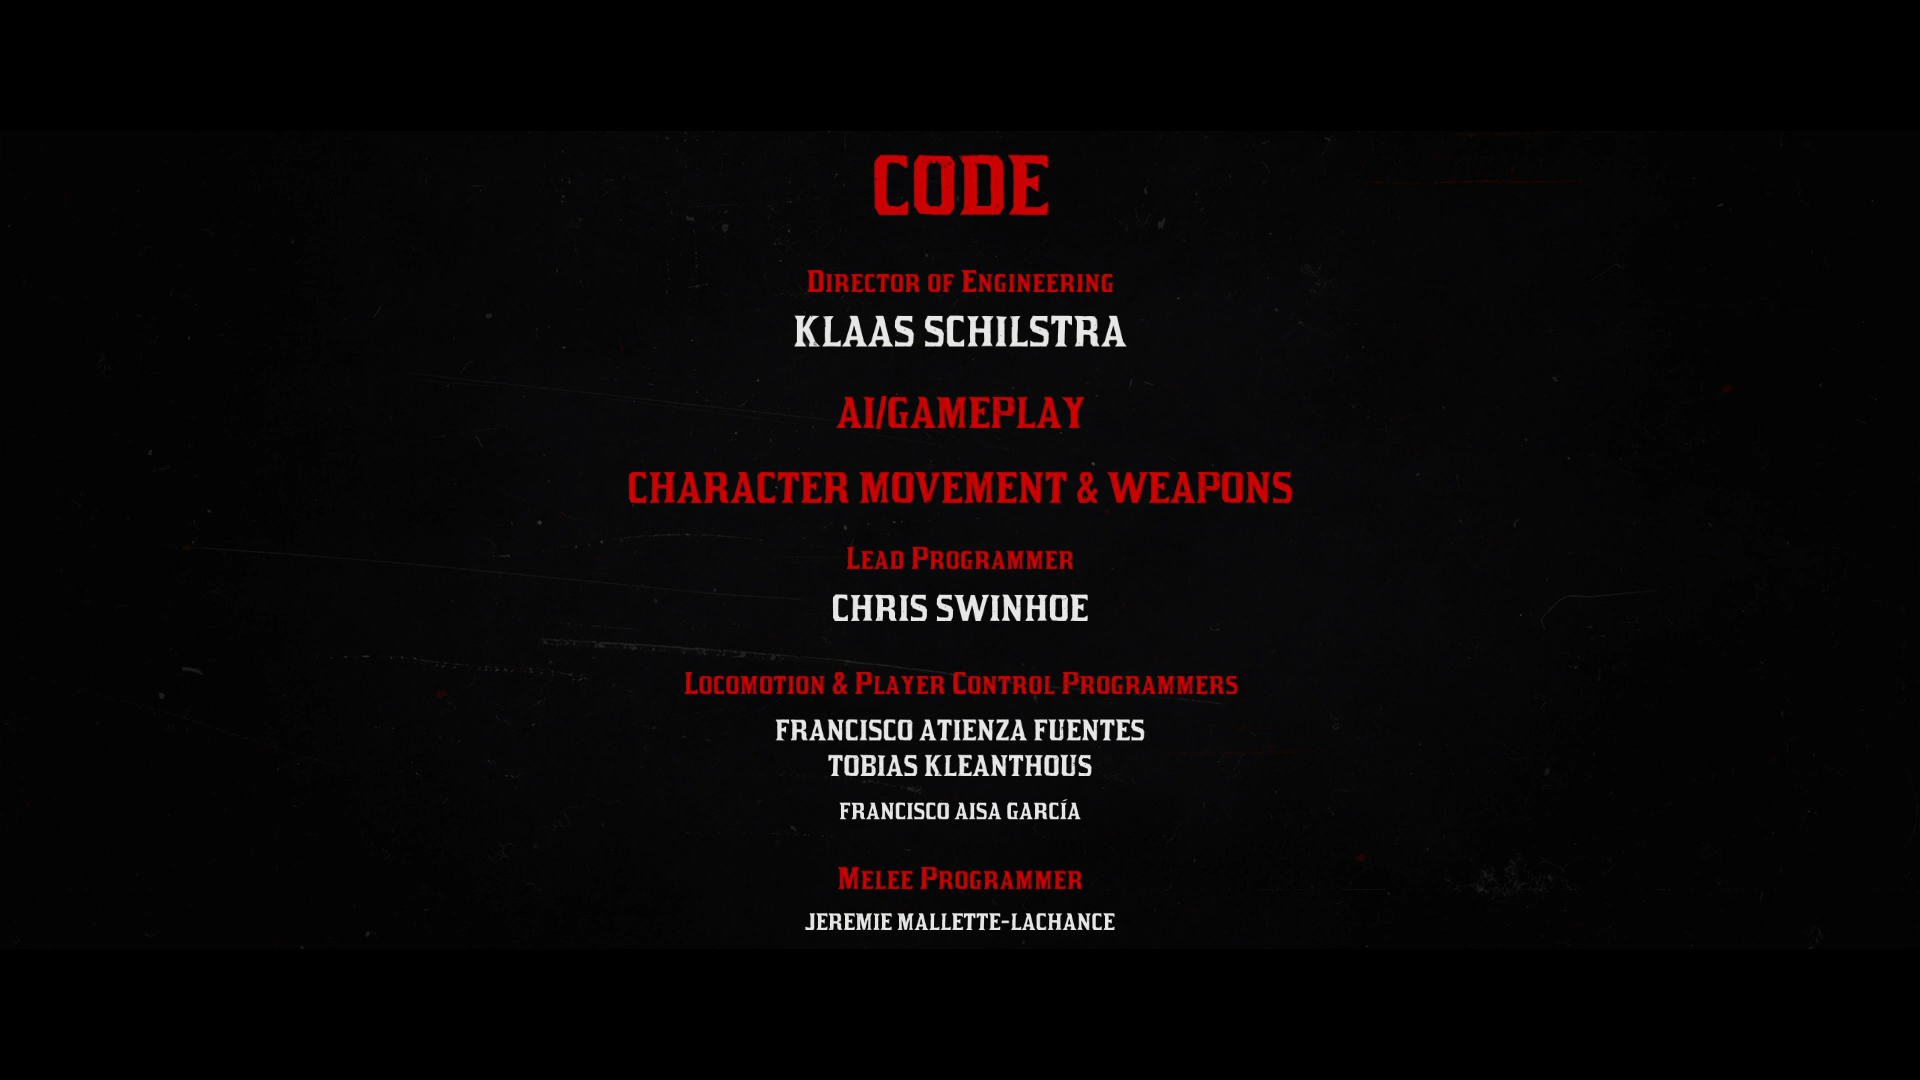 CODE
DIRECTOR OF ENGINEERING
KLAAS SCHILSTRA
AI/GAMEPLAY
CHARACTER MOVEMENT & WEAPONS
LEAD PROGRAMMER
CHRIS SWINHOE
LOCOMOTION & PLAYER CONTROL PROGRAMMERS
FRANCISCO ATIENZA FUENTES
TOBIAS KLEANTHOUS
FRANCISCO AISA GARCÍA
MELEE PROGRAMMER
JEREMIE MALLETTE-LACHANCE